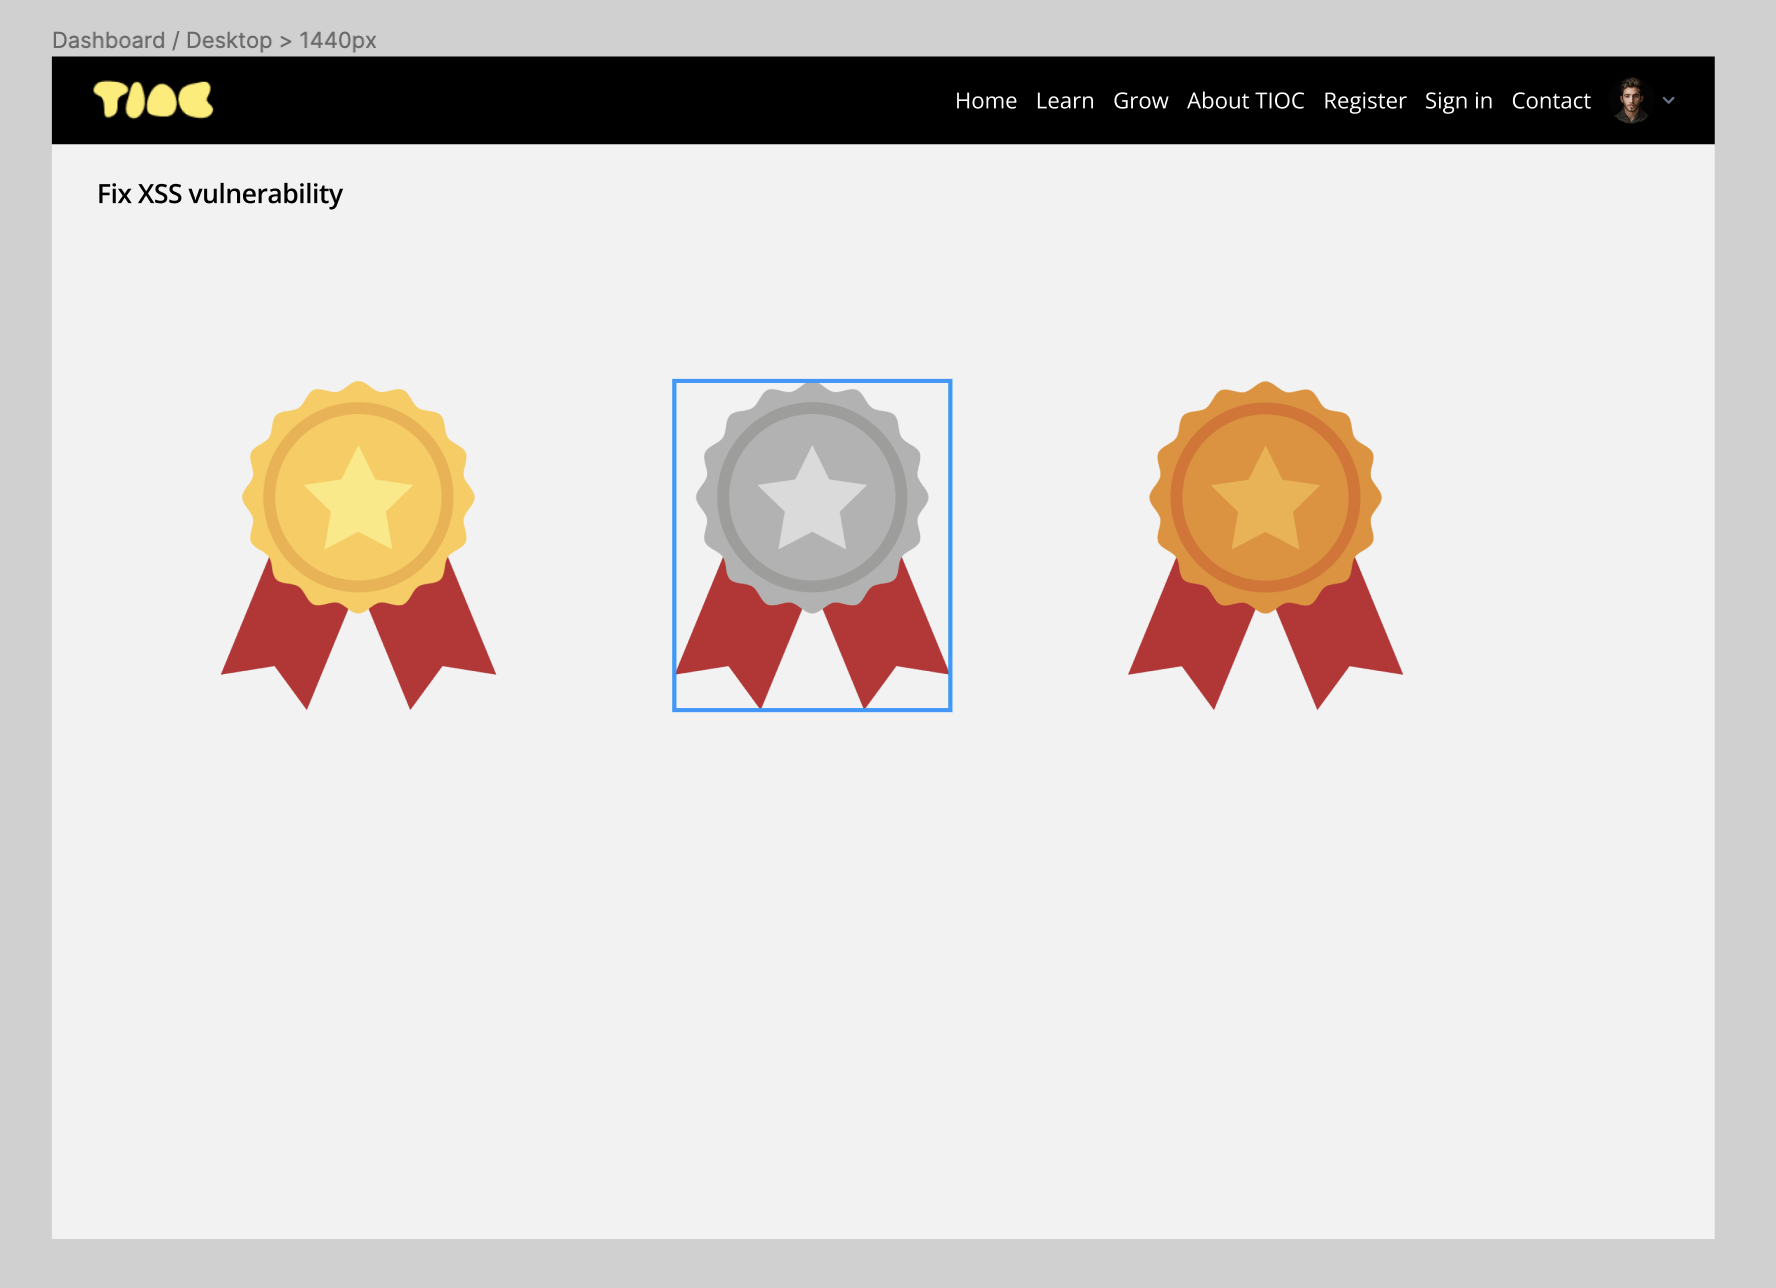 Dashboard / Desktop > 1440px
TIOC
Home Learn Grow About TIOC Register Sign in Contact
Fix XSS vulnerability